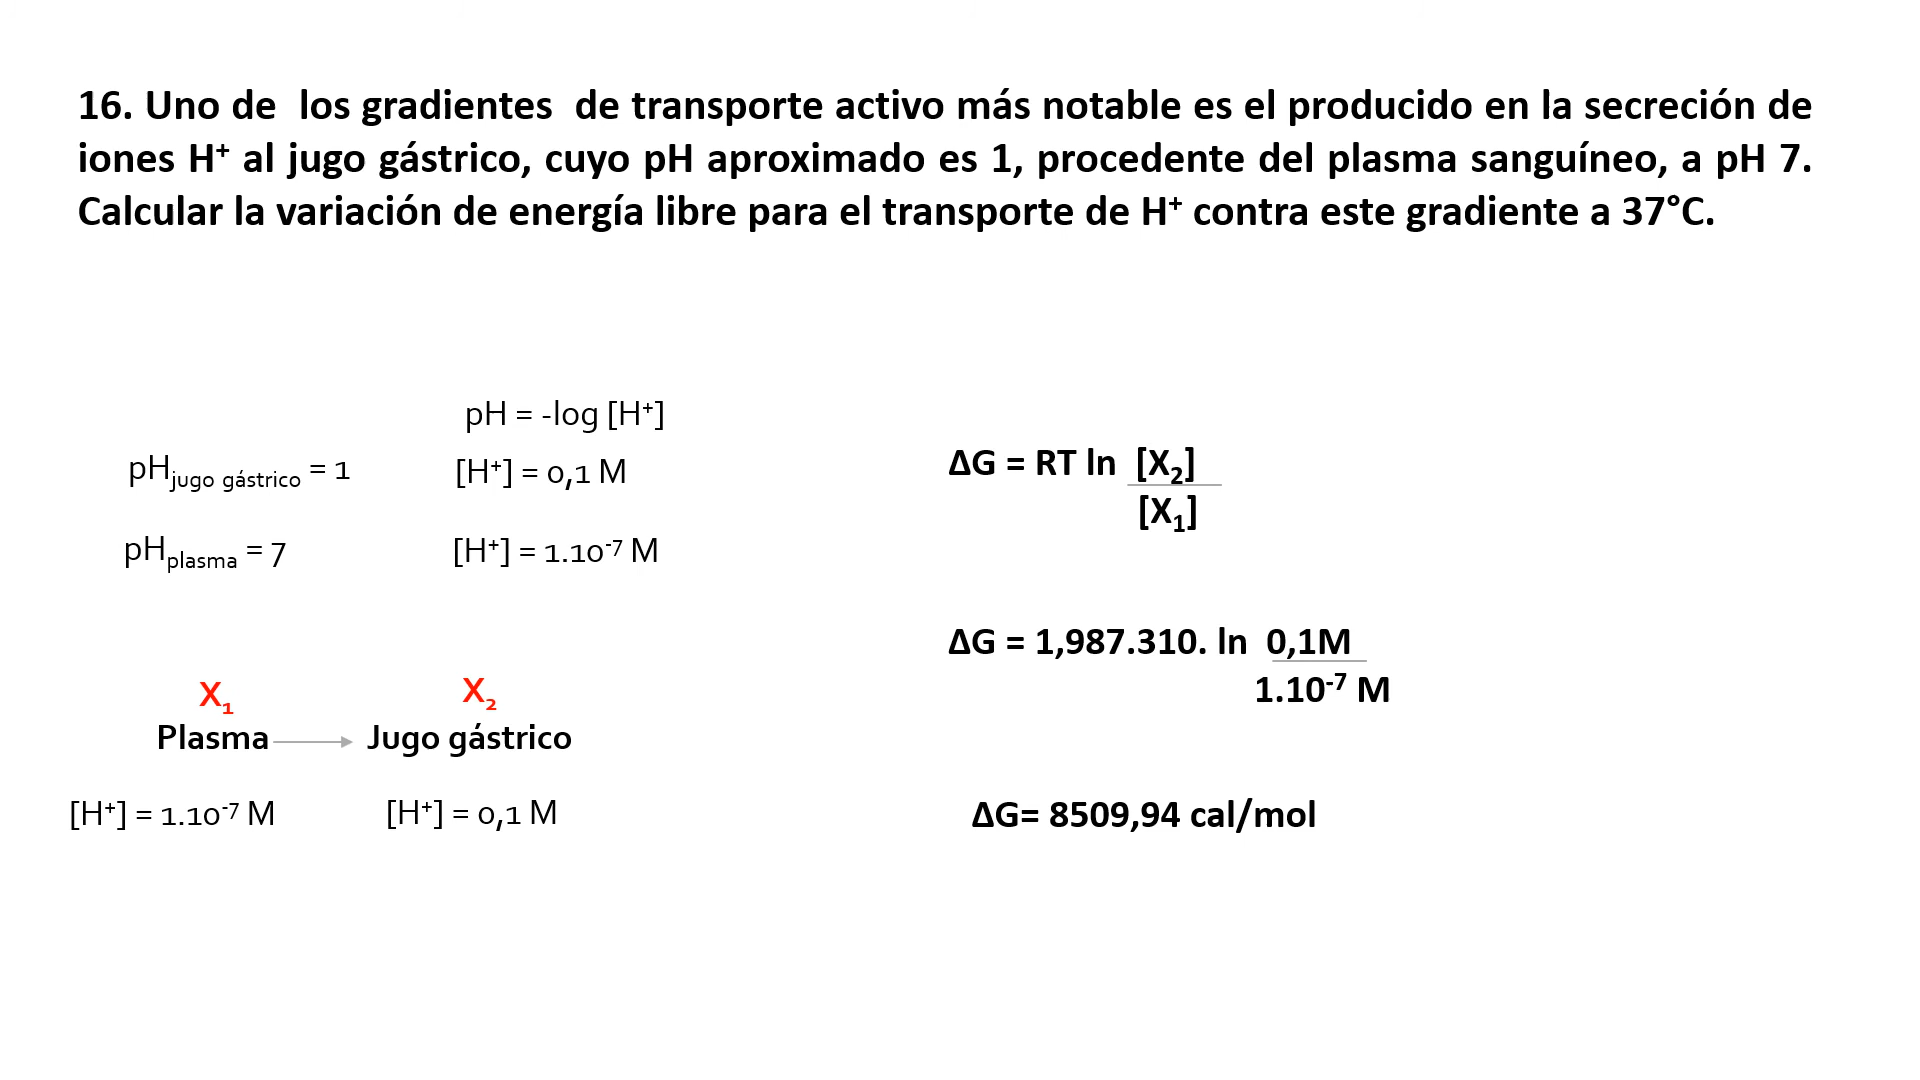 16. Uno de los gradientes de transporte activo más notable es el producido en la secreción de
iones H⁺ al jugo gástrico, cuyo pH aproximado es 1, procedente del plasma sanguíneo, a pH 7.
Calcular la variación de energía libre para el transporte de H⁺ contra este gradiente a 37°C.
pH = -log [H⁺]
pHjugo gástrico = 1
[H⁺] = 0,1 M
pHplasma = 7
[H⁺] = 1.10⁻⁷ M
X₁
X₂
Plasma
Jugo gástrico
[H⁺] = 1.10⁻⁷ M
[H⁺] = 0,1 M
ΔG = RT ln [X₂]
[X₁]
ΔG = 1,987.310. ln 0,1M
1.10⁻⁷ M
ΔG= 8509,94 cal/mol